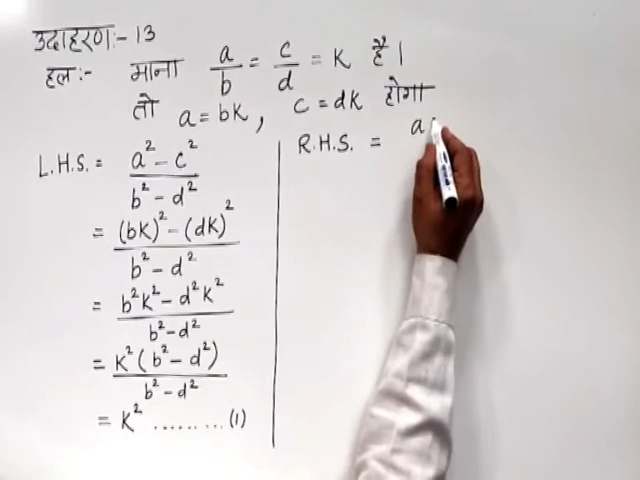 उदाहरण:- 13
हल:- माना a/b = c/d = K है।
तो a = bK, c = dK होगा
L.H.S. = (a² - c²)/(b² - d²)
= ((bK)² - (dK)²)/(b² - d²)
= (b²K² - d²K²)/(b² - d²)
= K²(b² - d²)/(b² - d²)
= K² ......... (1)
R.H.S. = a